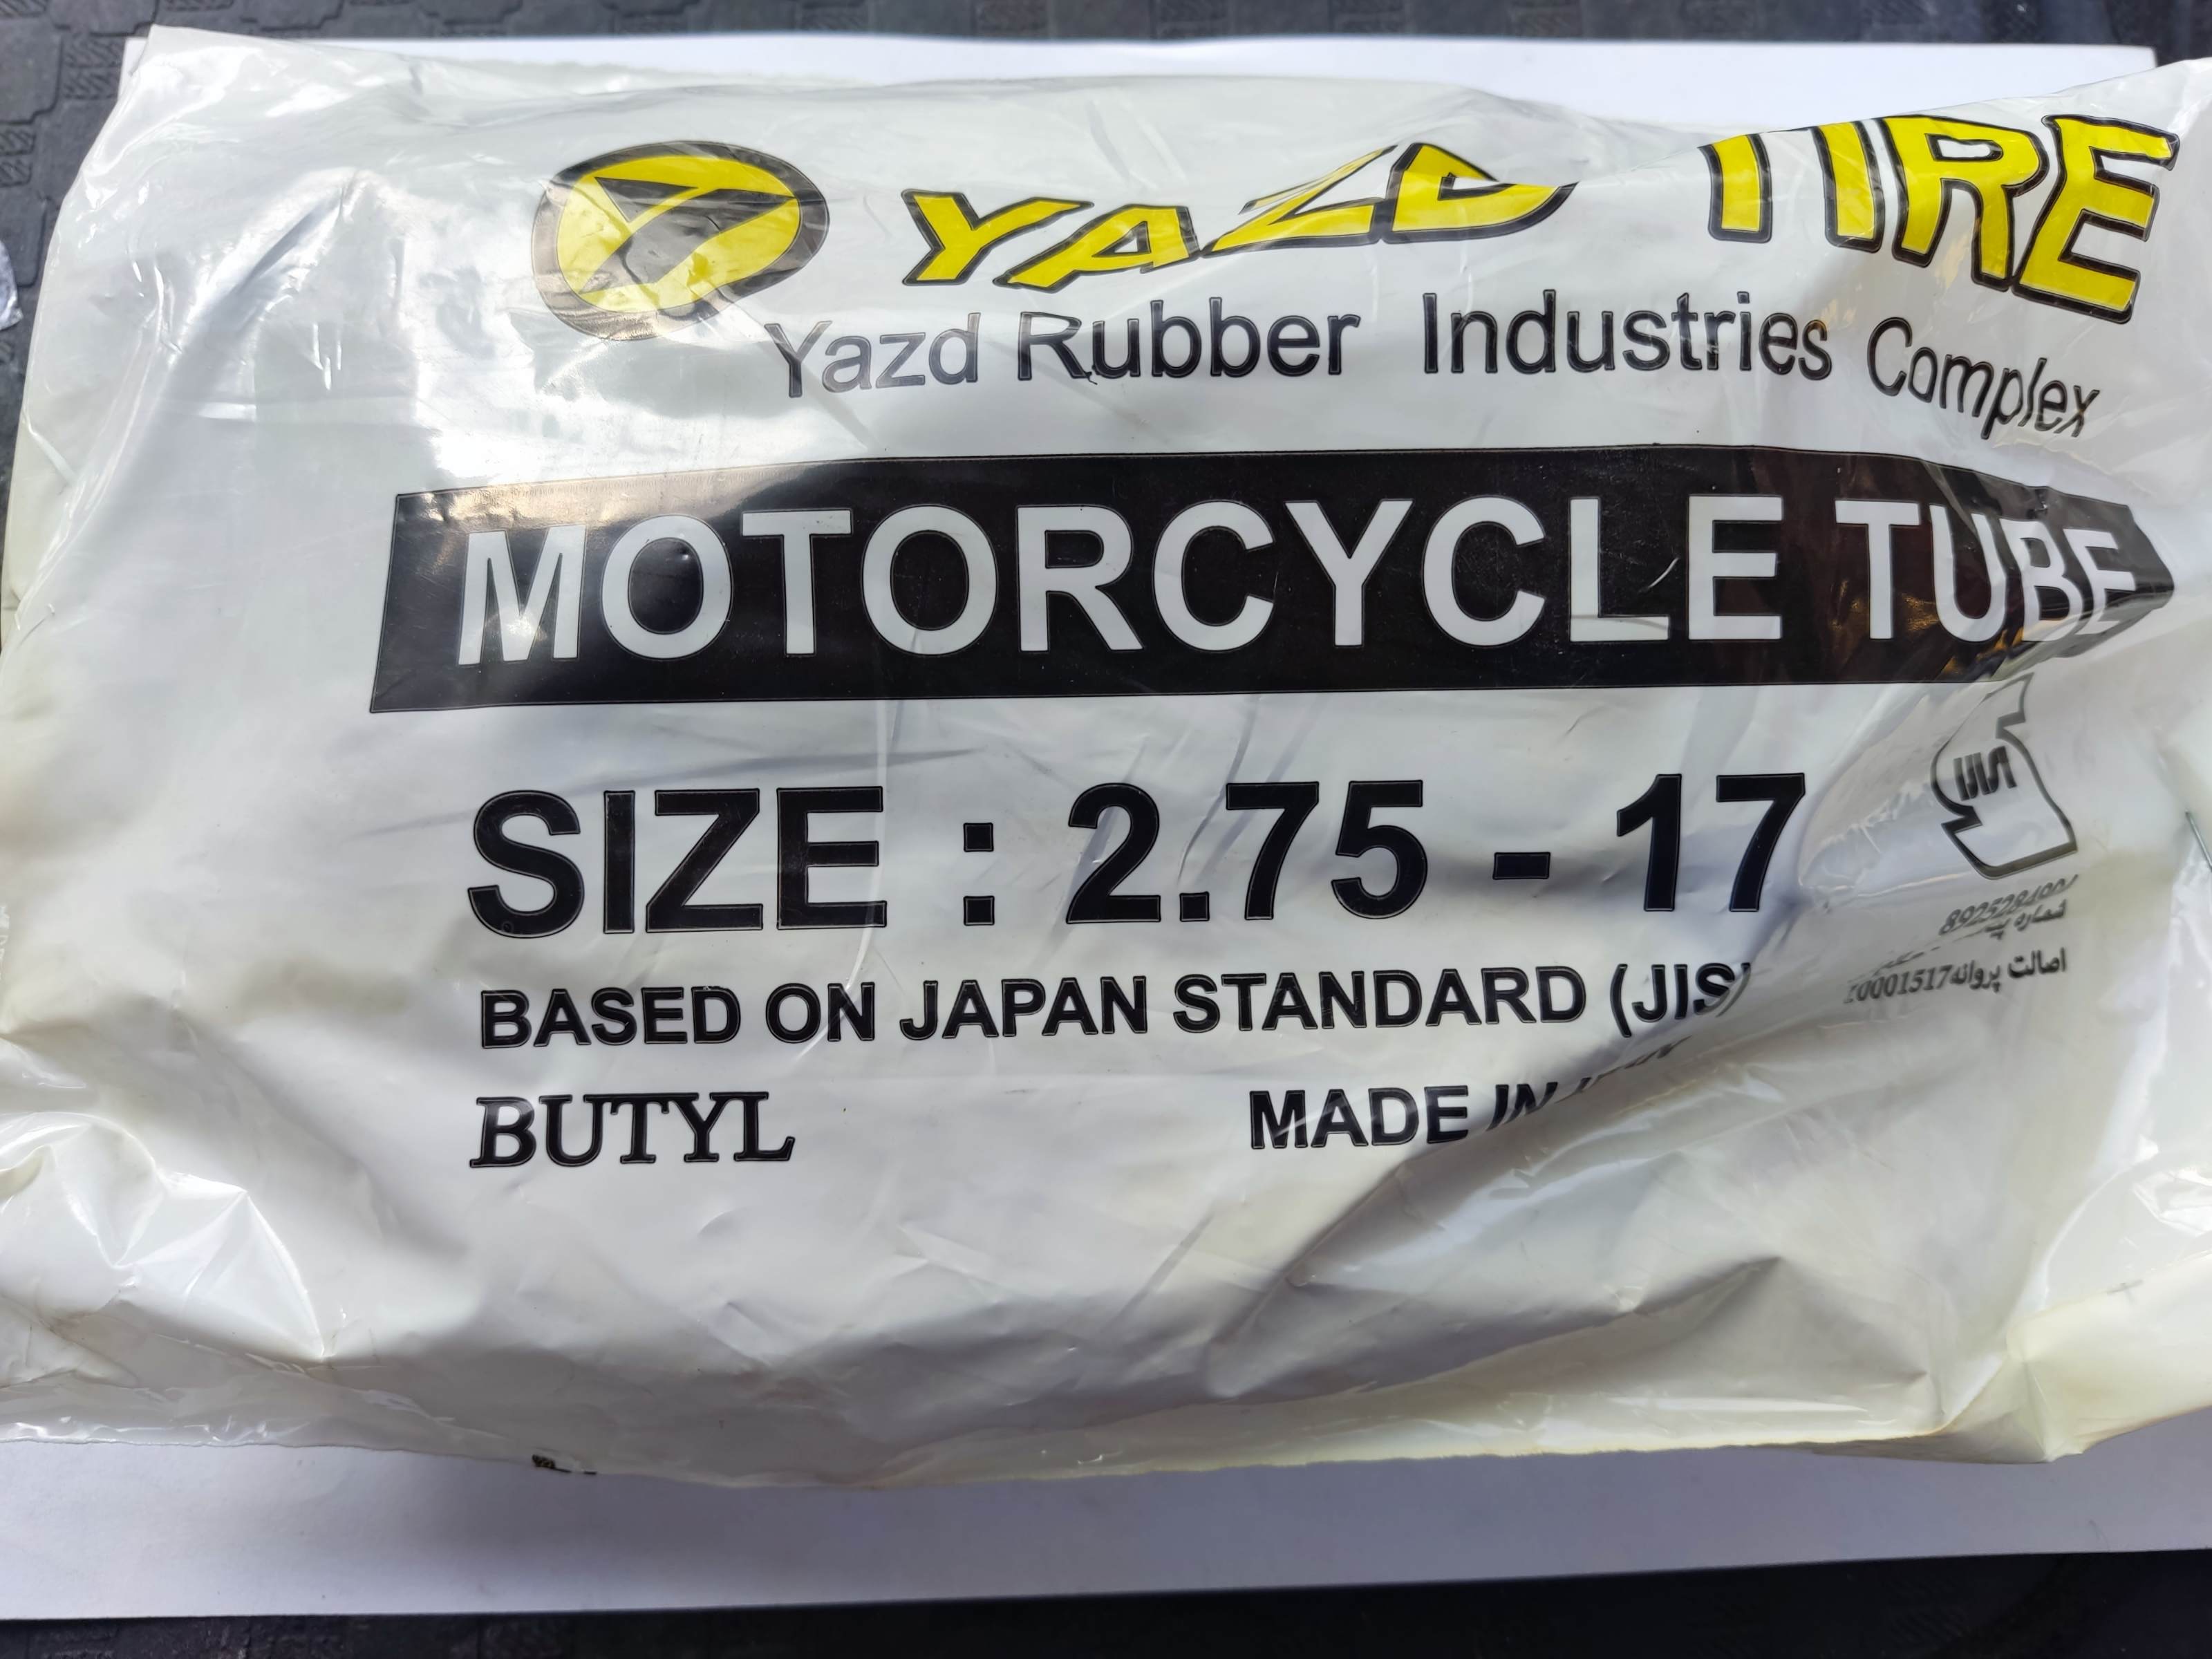 YAZD TIRE
Yazd Rubber Industries Complex
MOTORCYCLE TUBE
SIZE : 2.75 - 17
BASED ON JAPAN STANDARD (JIS)
BUTYL
MADE IN
شماره
اصالت پروانه